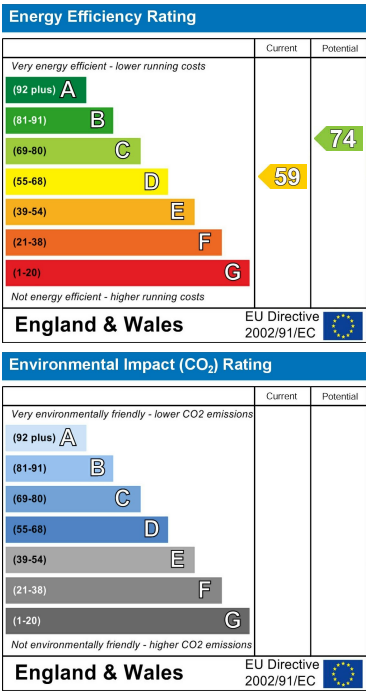 Energy Efficiency Rating
Current Potential
Very energy efficient - lower running costs
(92 plus) A
(81-91) B
(69-80) C
(55-68) D
(39-54) E
(21-38) F
(1-20) G
59
74
Not energy efficient - higher running costs
England & Wales
EU Directive
2002/91/EC
Environmental Impact (CO₂) Rating
Current Potential
Very environmentally friendly - lower CO2 emissions
(92 plus) A
(81-91) B
(69-80) C
(55-68) D
(39-54) E
(21-38) F
(1-20) G
Not environmentally friendly - higher CO2 emissions
England & Wales
EU Directive
2002/91/EC